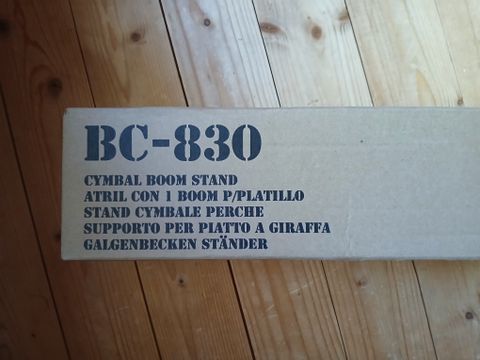 BC-830
CYMBAL BOOM STAND
ATRIL CON 1 BOOM P/PLATILLO
STAND CYMBALE PERCHE
SUPPORTO PER PIATTO A GIRAFFA
GALGENBECKEN STÄNDER